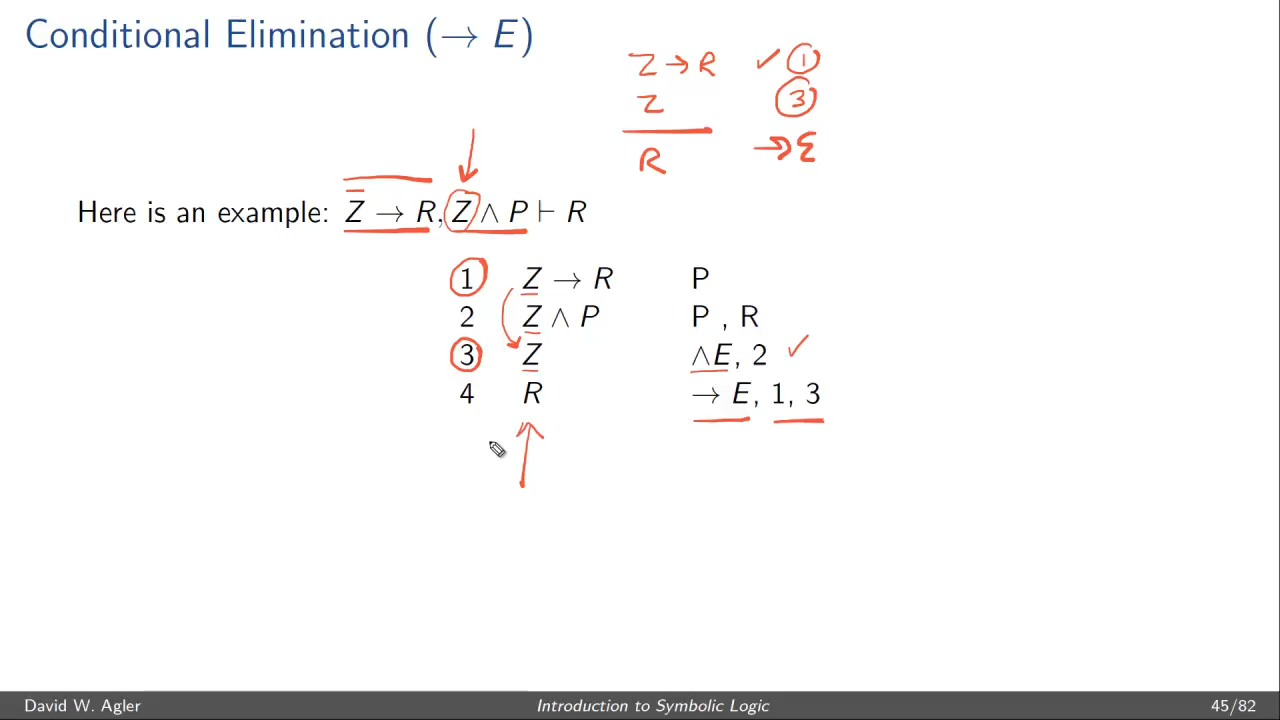 Conditional Elimination (→ E)
Z → R ✓ 1
Z 3
R → E
Here is an example: Z → R, Z ∧ P ⊢ R
1 Z → R P
2 Z ∧ P P , R
3 Z ∧E, 2 ✓
4 R → E, 1, 3
David W. Agler Introduction to Symbolic Logic 45/82